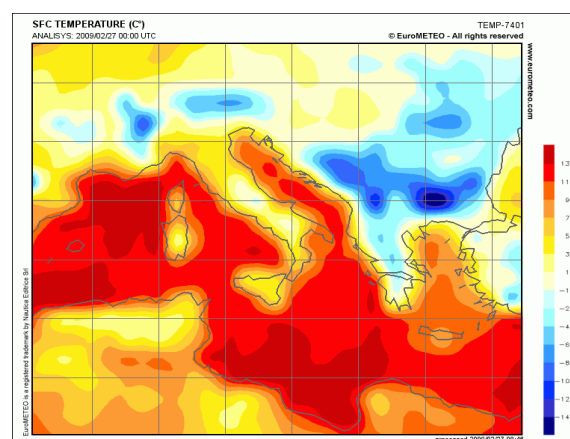 SFC TEMPERATURE (C°)
TEMP-7401
ANALISYS: 2009/02/27 00:00 UTC
© EuroMETEO - All rights reserved
www.eurometeo.com
EuroMETEO is a registered trademark by Nautica Editrice Srl
13
11
9
7
5
3
1
-1
-2
-4
-6
-8
-10
-12
-14